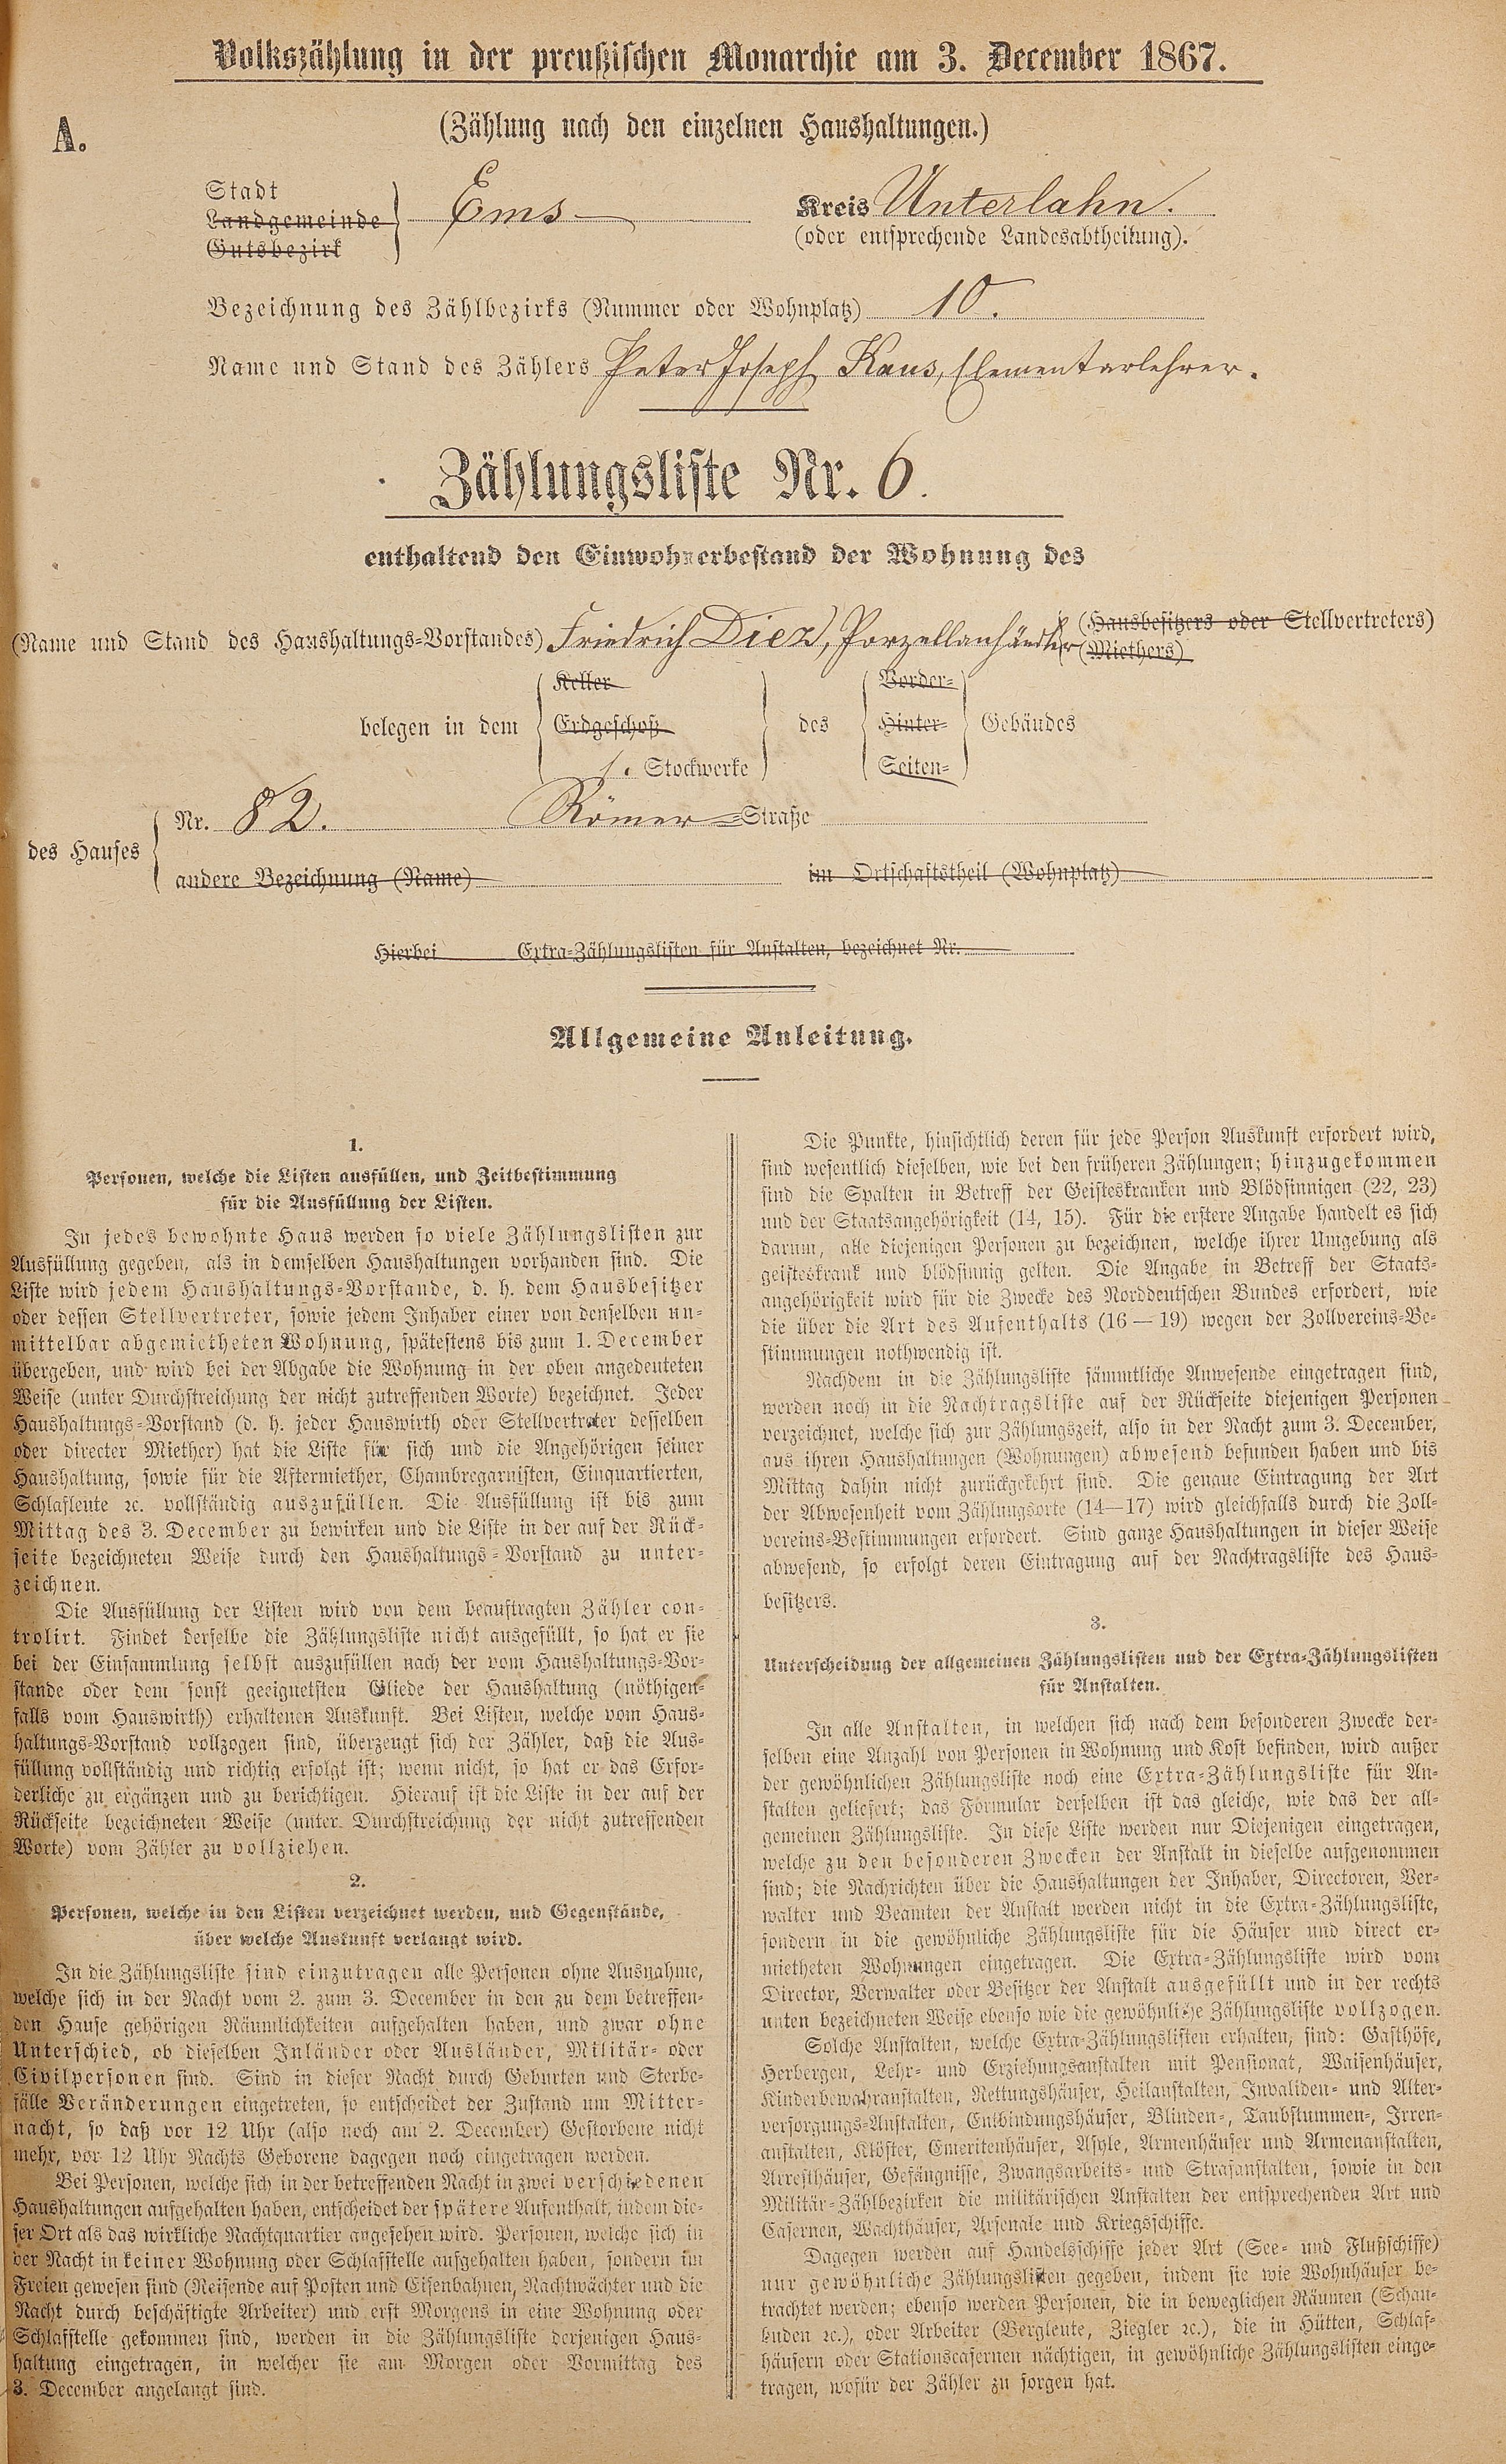 Volkszählung in der preußischen Monarchie am 3. December 1867.
A.
(Zählung nach den einzelnen Haushaltungen.)
Stadt
Landgemeinde
Gutsbezirk
Ems
Kreis Unterlahn.
(oder entsprechende Landesabtheilung).
Bezeichnung des Zählbezirks (Nummer oder Wohnplatz) 10.
Name und Stand des Zählers Peter Joseph Kaus, Elementarlehrer.
Zählungsliste Nr. 6.
enthaltend den Einwohnerbestand der Wohnung des
(Name und Stand des Haushaltungs-Vorstandes) Friedrich Diez, Porzellanhändler (Hausbesitzers oder Stellvertreters)
(Miethers)
belegen in dem
Keller
Erdgeschoß
1. Stockwerke
des
Vorder-
Hinter-
Seiten-
Gebäudes
des Hauses
Nr. 82. Römer-Straße
andere Bezeichnung (Name) im Ortschaftstheil (Wohnplatz)
Hierbei Extra-Zählungslisten für Anstalten, bezeichnet Nr.
Allgemeine Anleitung.
1.
Personen, welche die Listen ausfüllen, und Zeitbestimmung
für die Ausfüllung der Listen.
In jedes bewohnte Haus werden so viele Zählungslisten zur
Ausfüllung gegeben, als in demselben Haushaltungen vorhanden sind. Die
Liste wird jedem Haushaltungs-Vorstande, d. h. dem Hausbesitzer
oder dessen Stellvertreter, sowie jedem Inhaber einer von denselben un-
mittelbar abgemietheten Wohnung, spätestens bis zum 1. December
übergeben, und wird bei der Abgabe die Wohnung in der oben angedeuteten
Weise (unter Durchstreichung der nicht zutreffenden Worte) bezeichnet. Jeder
Haushaltungs-Vorstand (d. h. jeder Hauswirth oder Stellvertreter desselben
oder directer Miether) hat die Liste für sich und die Angehörigen seiner
Haushaltung, sowie für die Aftermiether, Chambregarnisten, Einquartierten,
Schlafleute ꝛc. vollständig auszufüllen. Die Ausfüllung ist bis zum
Mittag des 3. December zu bewirken und die Liste in der auf der Rück-
seite bezeichneten Weise durch den Haushaltungs-Vorstand zu unter-
zeichnen.
Die Ausfüllung der Listen wird von dem beauftragten Zähler con-
trolirt. Findet derselbe die Zählungsliste nicht ausgefüllt, so hat er sie
bei der Einsammlung selbst auszufüllen nach der vom Haushaltungs-Vor-
stande oder dem sonst geeignetsten Gliede der Haushaltung (nöthigen-
falls vom Hauswirth) erhaltenen Auskunft. Bei Listen, welche vom Haus-
haltungs-Vorstand vollzogen sind, überzeugt sich der Zähler, daß die Aus-
füllung vollständig und richtig erfolgt ist; wenn nicht, so hat er das Erfor-
derliche zu ergänzen und zu berichtigen. Hierauf ist die Liste in der auf der
Rückseite bezeichneten Weise (unter Durchstreichung der nicht zutreffenden
Worte) vom Zähler zu vollziehen.
2.
Personen, welche in den Listen verzeichnet werden, und Gegenstände,
über welche Auskunft verlangt wird.
In die Zählungsliste sind einzutragen alle Personen ohne Ausnahme,
welche sich in der Nacht vom 2. zum 3. December in den zu dem betreffen-
den Hause gehörigen Räumlichkeiten aufgehalten haben, und zwar ohne
Unterschied, ob dieselben Inländer oder Ausländer, Militär- oder
Civilpersonen sind. Sind in dieser Nacht durch Geburten und Sterbe-
fälle Veränderungen eingetreten, so entscheidet der Zustand um Mitter-
nacht, so daß vor 12 Uhr (also noch am 2. December) Gestorbene nicht
mehr, vor 12 Uhr Nachts Geborene dagegen noch eingetragen werden.
Bei Personen, welche sich in der betreffenden Nacht in zwei verschiedenen
Haushaltungen aufgehalten haben, entscheidet der spätere Aufenthalt, indem die-
ser Ort als das wirkliche Nachtquartier angesehen wird. Personen, welche sich in
der Nacht in keiner Wohnung oder Schlafstelle aufgehalten haben, sondern im
Freien gewesen sind (Reisende auf Posten und Eisenbahnen, Nachtwächter und die
Nacht durch beschäftigte Arbeiter) und erst Morgens in eine Wohnung oder
Schlafstelle gekommen sind, werden in die Zählungsliste derjenigen Haus-
haltung eingetragen, in welcher sie am Morgen oder Vormittag des
3. December angelangt sind.
Die Punkte, hinsichtlich deren für jede Person Auskunft erfordert wird,
sind wesentlich dieselben, wie bei den früheren Zählungen; hinzugekommen
sind die Spalten in Betreff der Geisteskranken und Blödsinnigen (22, 23)
und der Staatsangehörigkeit (14, 15). Für die erstere Angabe handelt es sich
darum, alle diejenigen Personen zu bezeichnen, welche ihrer Umgebung als
geisteskrank und blödsinnig gelten. Die Angabe in Betreff der Staats-
angehörigkeit wird für die Zwecke des Norddeutschen Bundes erfordert, wie
die über die Art des Aufenthalts (16—19) wegen der Zollvereins-Be-
stimmungen nothwendig ist.
Nachdem in die Zählungsliste sämmtliche Anwesende eingetragen sind,
werden noch in die Nachtragsliste auf der Rückseite diejenigen Personen
verzeichnet, welche sich zur Zählungszeit, also in der Nacht zum 3. December,
aus ihren Haushaltungen (Wohnungen) abwesend befunden haben und bis
Mittag dahin nicht zurückgekehrt sind. Die genaue Eintragung der Art
der Abwesenheit vom Zählungsorte (14—17) wird gleichfalls durch die Zoll-
vereins-Bestimmungen erfordert. Sind ganze Haushaltungen in dieser Weise
abwesend, so erfolgt deren Eintragung auf der Nachtragsliste des Haus-
besitzers.
3.
Unterscheidung der allgemeinen Zählungslisten und der Extra-Zählungslisten
für Anstalten.
In alle Anstalten, in welchen sich nach dem besonderen Zwecke der-
selben eine Anzahl von Personen in Wohnung und Kost befinden, wird außer
der gewöhnlichen Zählungsliste noch eine Extra-Zählungsliste für An-
stalten geliefert; das Formular derselben ist das gleiche, wie das der all-
gemeinen Zählungsliste. In diese Liste werden nur Diejenigen eingetragen,
welche zu den besonderen Zwecken der Anstalt in dieselbe aufgenommen
sind; die Nachrichten über die Haushaltungen der Inhaber, Directoren, Ver-
walter und Beamten der Anstalt werden nicht in die Extra-Zählungsliste,
sondern in die gewöhnliche Zählungsliste für die Häuser und direct er-
mietheten Wohnungen eingetragen. Die Extra-Zählungsliste wird vom
Director, Verwalter oder Besitzer der Anstalt ausgefüllt und in der rechts
unten bezeichneten Weise ebenso wie die gewöhnliche Zählungsliste vollzogen.
Solche Anstalten, welche Extra-Zählungslisten erhalten, sind: Gasthöfe,
Herbergen, Lehr- und Erziehungsanstalten mit Pensionat, Waisenhäuser,
Kinderbewahranstalten, Rettungshäuser, Heilanstalten, Invaliden- und Alter-
versorgungs-Anstalten, Entbindungshäuser, Blinden-, Taubstummen-, Irren-
anstalten, Klöster, Emeritenhäuser, Asyle, Armenhäuser und Armenanstalten,
Arresthäuser, Gefängnisse, Zwangsarbeits- und Strafanstalten, sowie in den
Militär-Zählbezirken die militärischen Anstalten der entsprechenden Art und
Casernen, Wachthäuser, Arsenale und Kriegsschiffe.
Dagegen werden auf Handelsschiffe jeder Art (See- und Flußschiffe)
nur gewöhnliche Zählungslisten gegeben, indem sie wie Wohnhäuser be-
trachtet werden; ebenso werden Personen, die in beweglichen Räumen (Schau-
buden ꝛc.), oder Arbeiter (Bergleute, Ziegler ꝛc.), die in Hütten, Schlaf-
häusern oder Stationscasernen nächtigen, in gewöhnliche Zählungslisten einge-
tragen, wofür der Zähler zu sorgen hat.